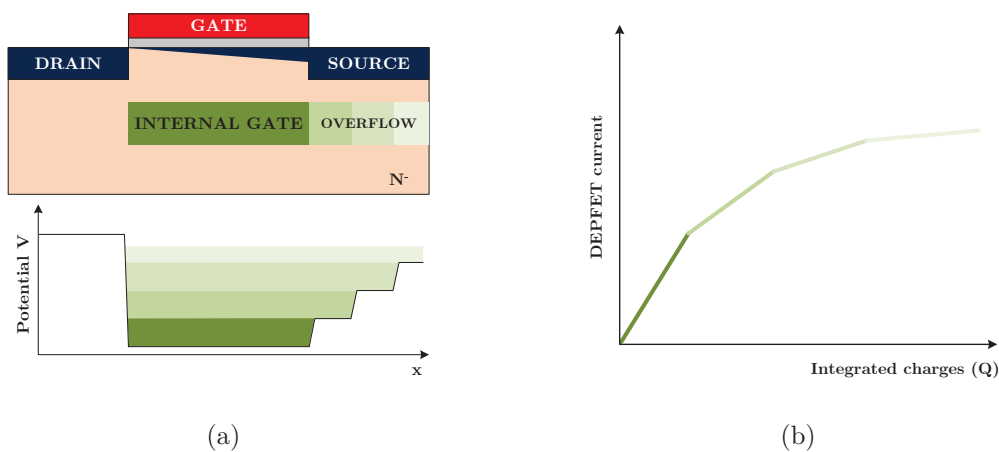 GATE
DRAIN
SOURCE
INTERNAL GATE
OVERFLOW
N-
Potential V
x
(a)
DEPFET current
Integrated charges (Q)
(b)